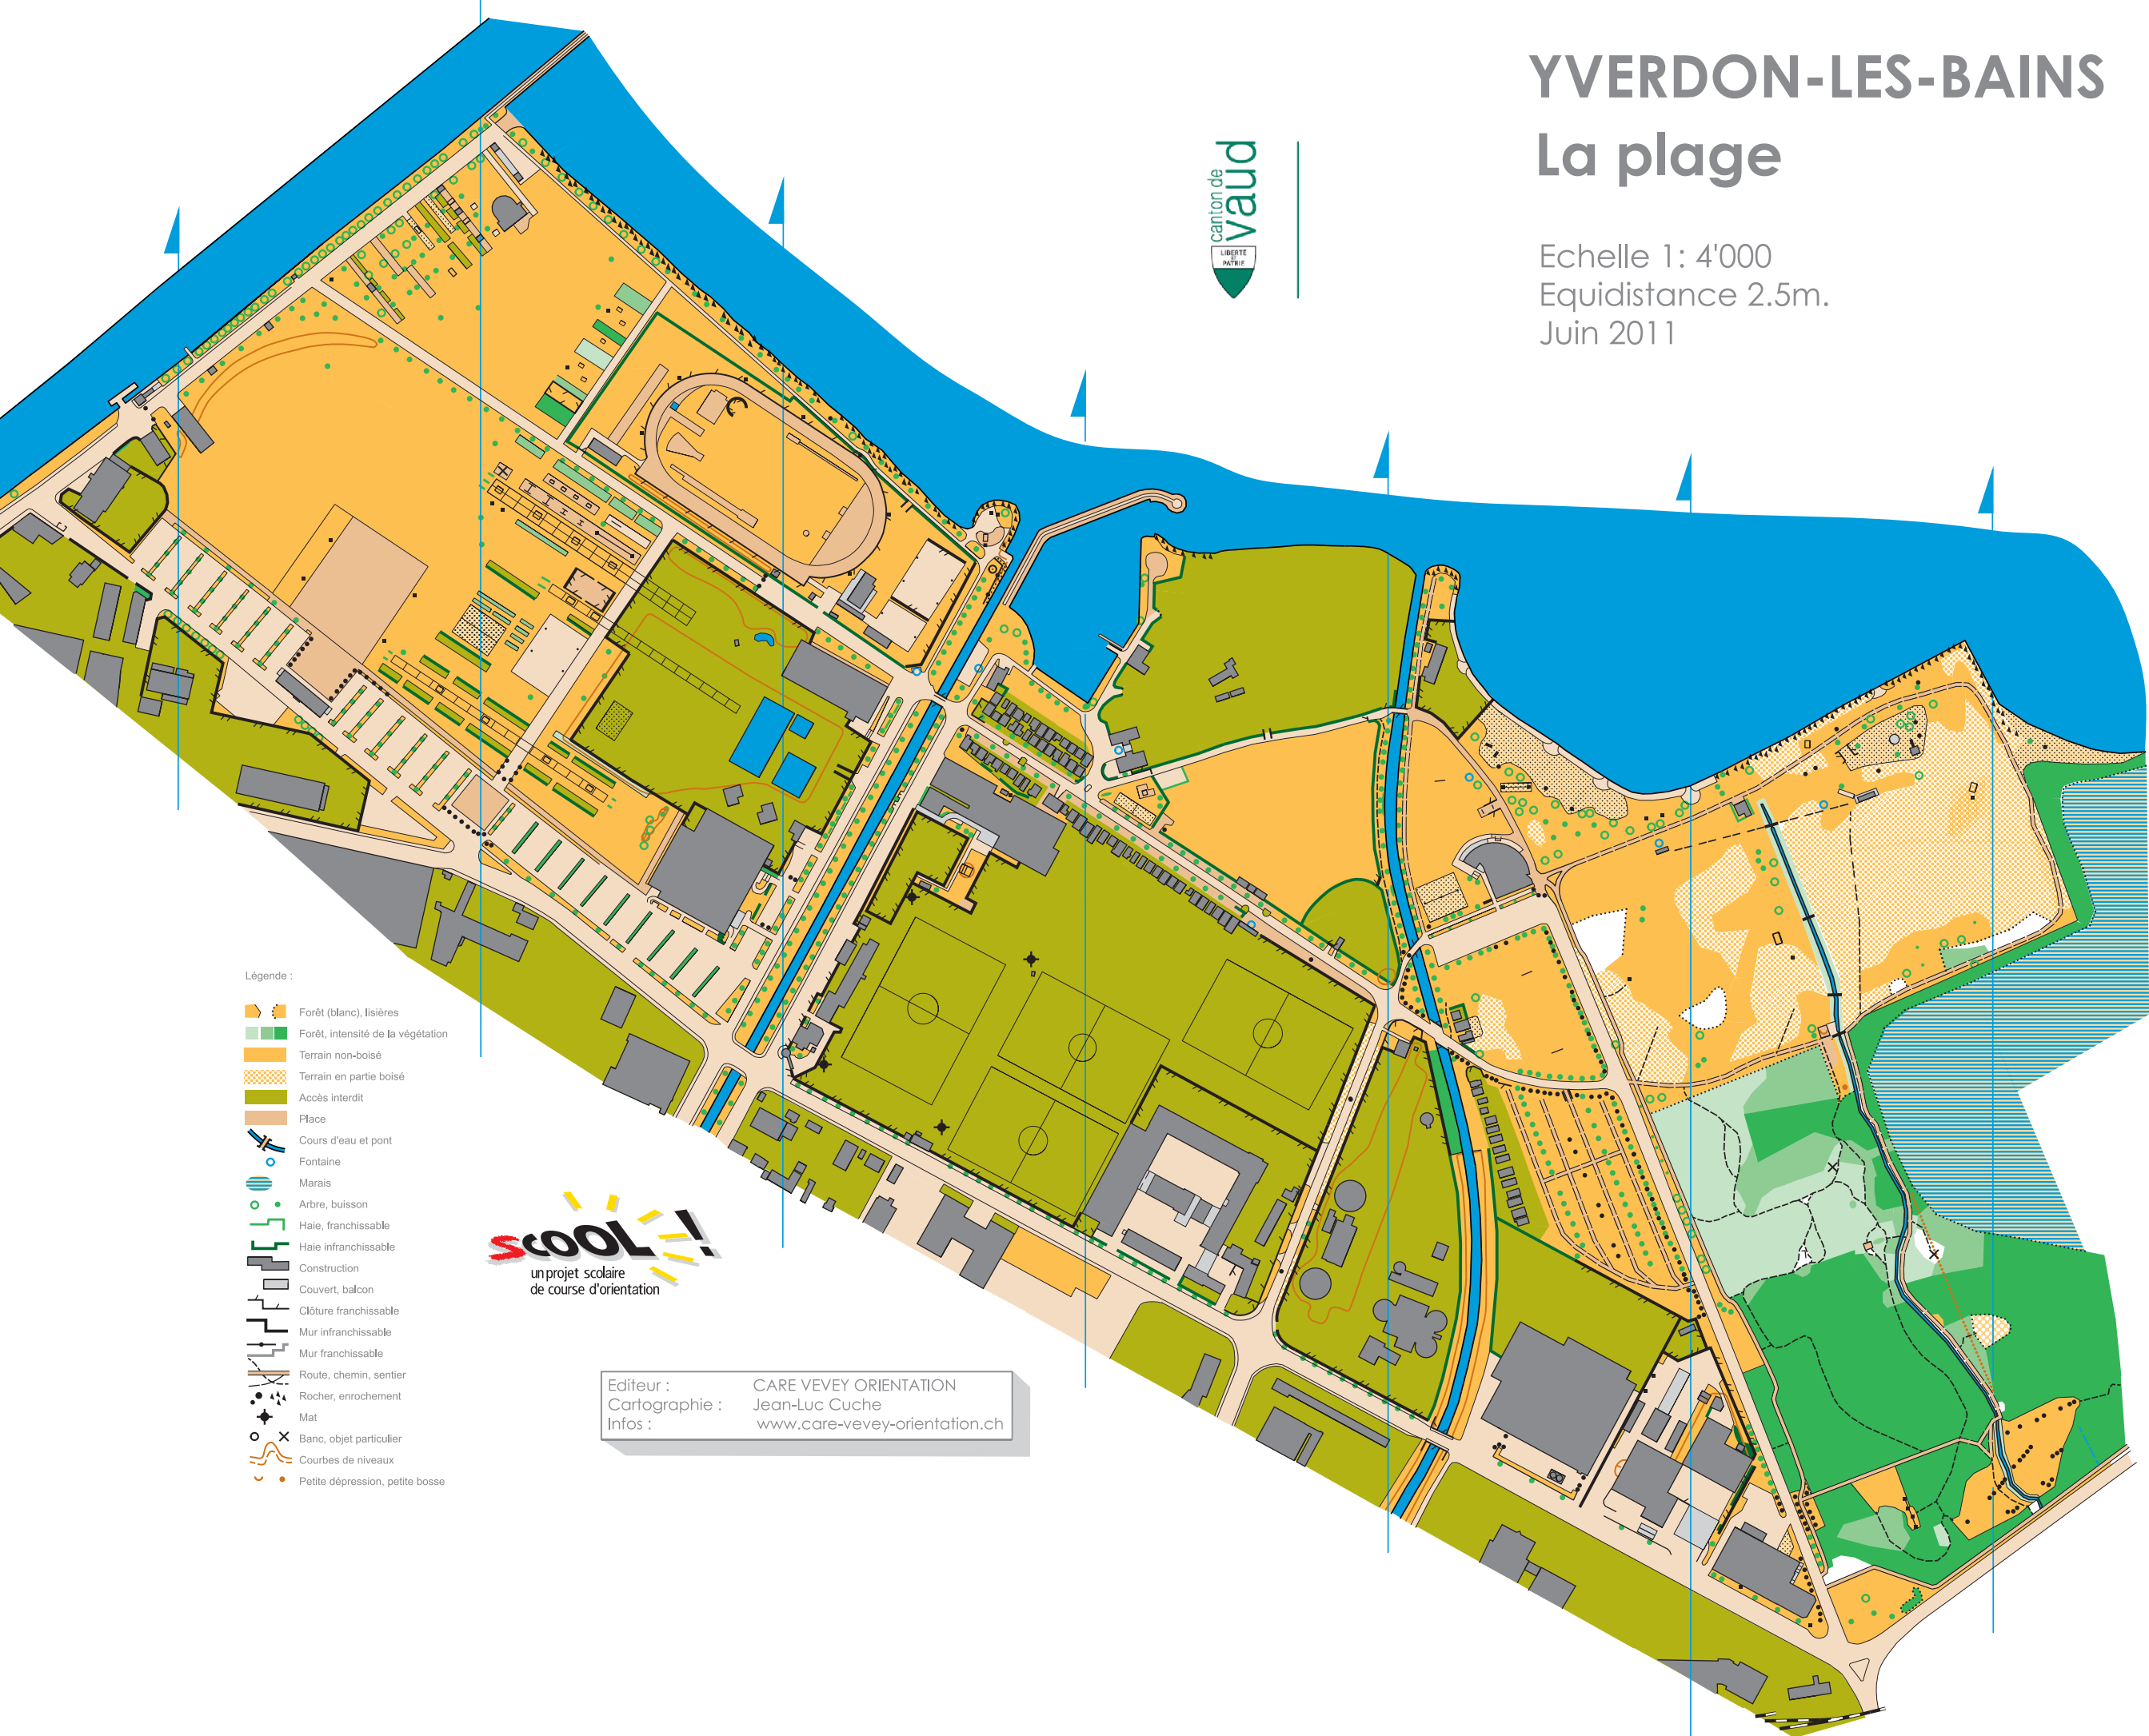 YVERDON-LES-BAINS
La plage
canton de
vaud
LIBERTÉ
ET
PATRIE
Echelle 1: 4'000
Equidistance 2.5m.
Juin 2011
Légende :
Forêt (blanc), lisières
Forêt, intensité de la végétation
Terrain non-boisé
Terrain en partie boisé
Accès interdit
Place
Cours d'eau et pont
Fontaine
Marais
Arbre, buisson
Haie, franchissable
Haie infranchissable
Construction
Couvert, balcon
Clôture franchissable
Mur infranchissable
Mur franchissable
Route, chemin, sentier
Rocher, enrochement
Mat
Banc, objet particulier
Courbes de niveaux
Petite dépression, petite bosse
sCOOL !
un projet scolaire
de course d'orientation
Editeur : CARE VEVEY ORIENTATION
Cartographie : Jean-Luc Cuche
Infos : www.care-vevey-orientation.ch